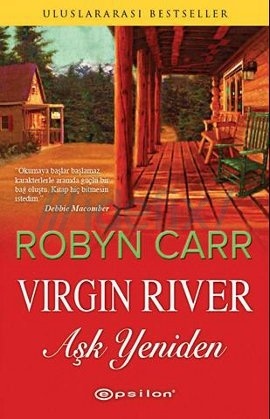 ULUSLARARASI BESTSELLER
"Okumaya başlar başlamaz,
karakterlerle aramda güçlü bir
bağ oluştu. Kitap hiç bitmesin
istedim."
Debbie Macomber
ROBYN CARR
VIRGIN RIVER
Aşk Yeniden
epsilon®